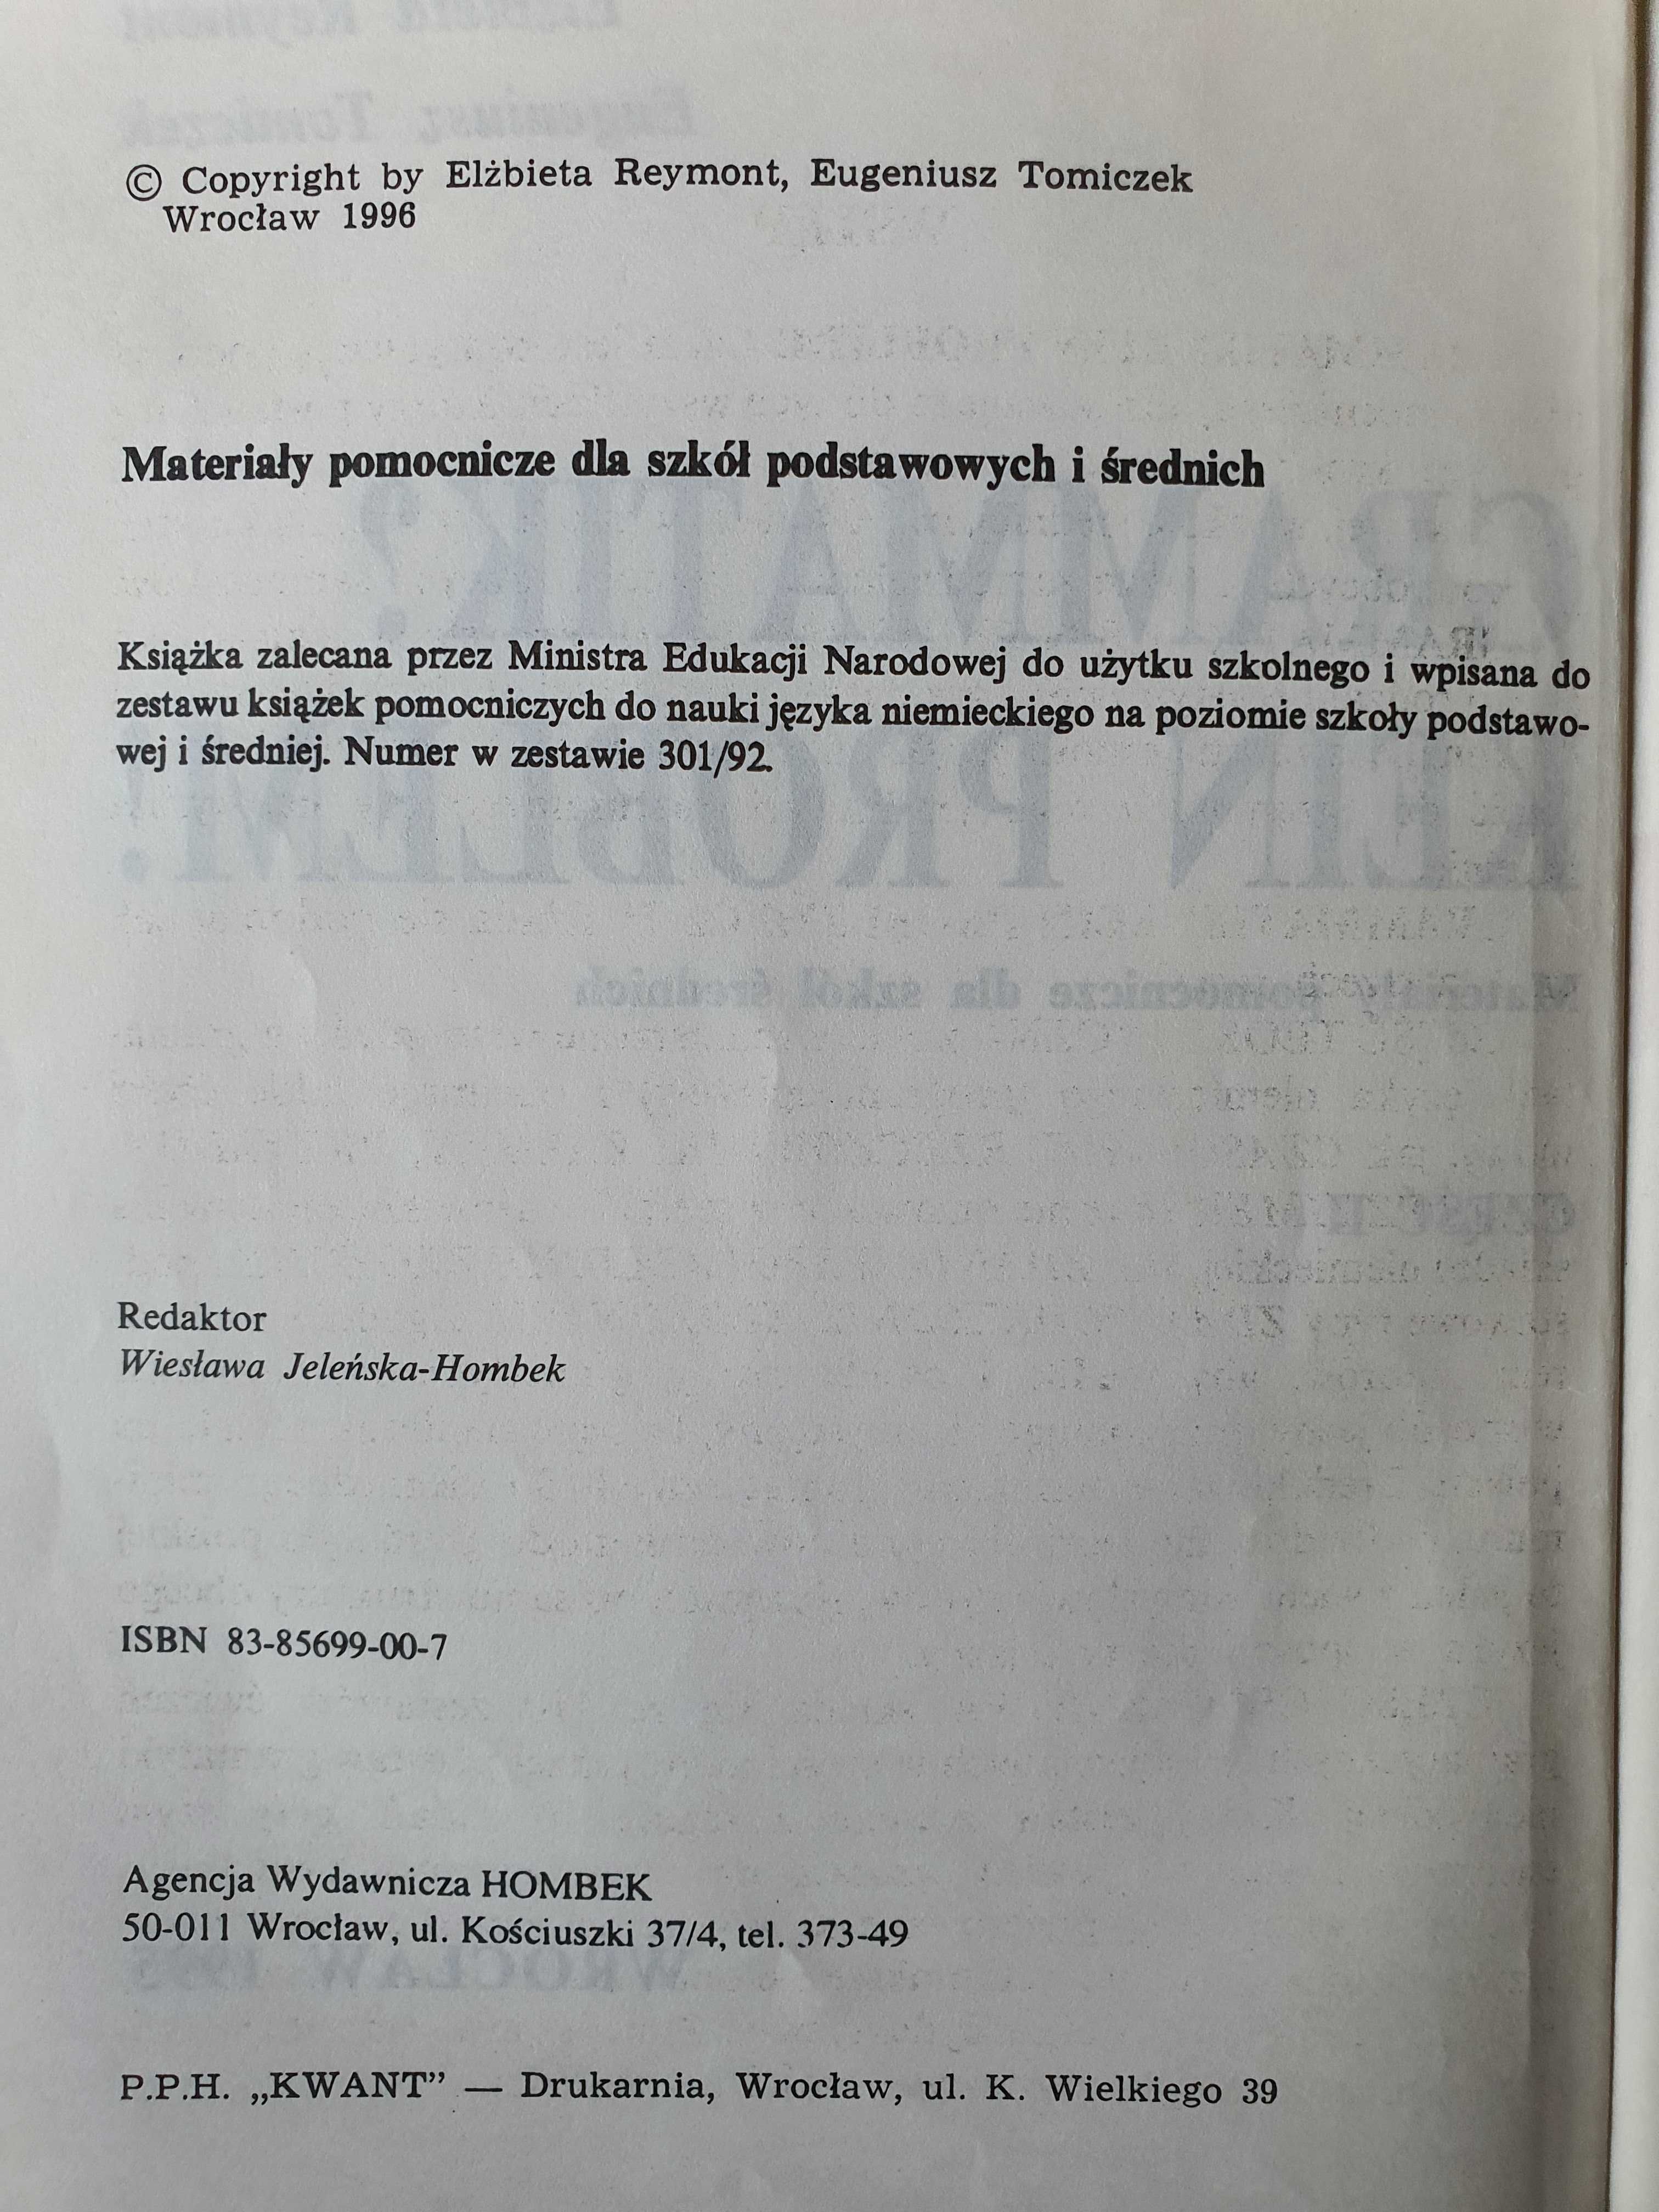 © Copyright by Elżbieta Reymont, Eugeniusz Tomiczek
Wrocław 1996
Materiały pomocnicze dla szkół podstawowych i średnich
Książka zalecana przez Ministra Edukacji Narodowej do użytku szkolnego i wpisana do
zestawu książek pomocniczych do nauki języka niemieckiego na poziomie szkoły podstawo-
wej i średniej. Numer w zestawie 301/92.
Redaktor
Wiesława Jeleńska-Hombek
ISBN 83-85699-00-7
Agencja Wydawnicza HOMBEK
50-011 Wrocław, ul. Kościuszki 37/4, tel. 373-49
P.P.H. „KWANT” — Drukarnia, Wrocław, ul. K. Wielkiego 39